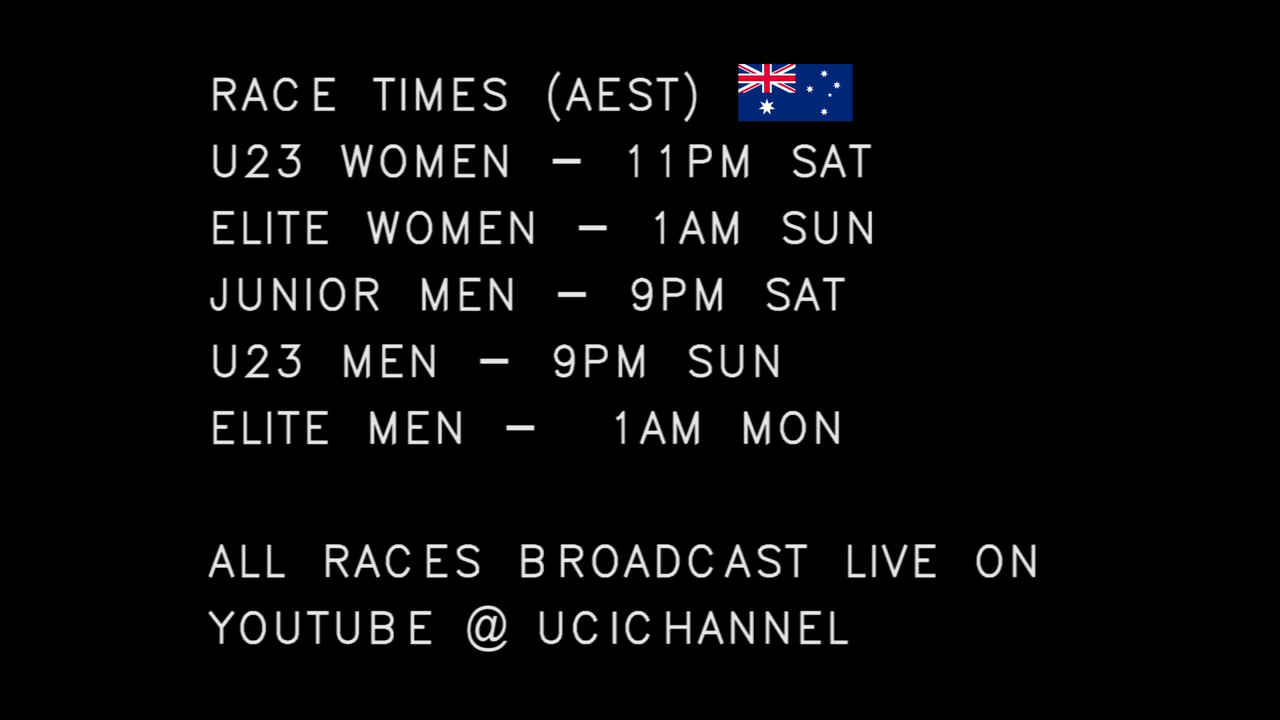 RACE TIMES (AEST)
U23 WOMEN – 11PM SAT
ELITE WOMEN – 1AM SUN
JUNIOR MEN – 9PM SAT
U23 MEN – 9PM SUN
ELITE MEN – 1AM MON
ALL RACES BROADCAST LIVE ON
YOUTUBE @ UCICHANNEL